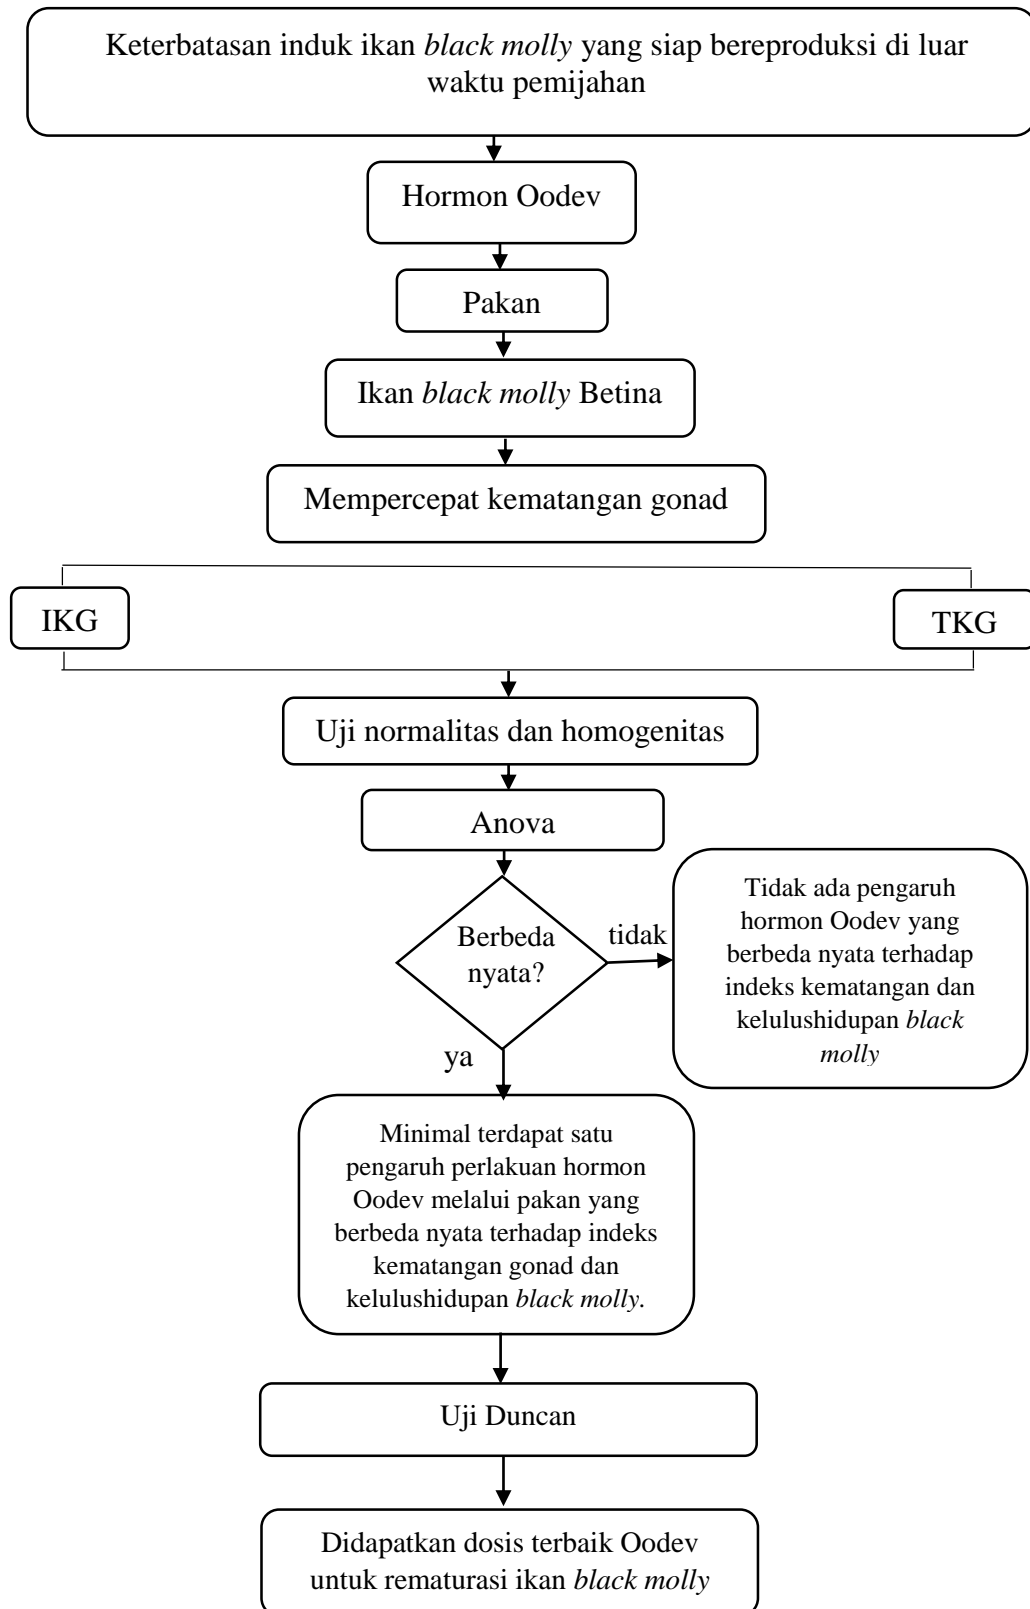 Keterbatasan induk ikan black molly yang siap bereproduksi di luar
waktu pemijahan
Hormon Oodev
Pakan
Ikan black molly Betina
Mempercepat kematangan gonad
IKG
TKG
Uji normalitas dan homogenitas
Anova
Berbeda
nyata?
tidak
Tidak ada pengaruh
hormon Oodev yang
berbeda nyata terhadap
indeks kematangan dan
kelulushidupan black
molly
ya
Minimal terdapat satu
pengaruh perlakuan hormon
Oodev melalui pakan yang
berbeda nyata terhadap indeks
kematangan gonad dan
kelulushidupan black molly.
Uji Duncan
Didapatkan dosis terbaik Oodev
untuk rematurasi ikan black molly